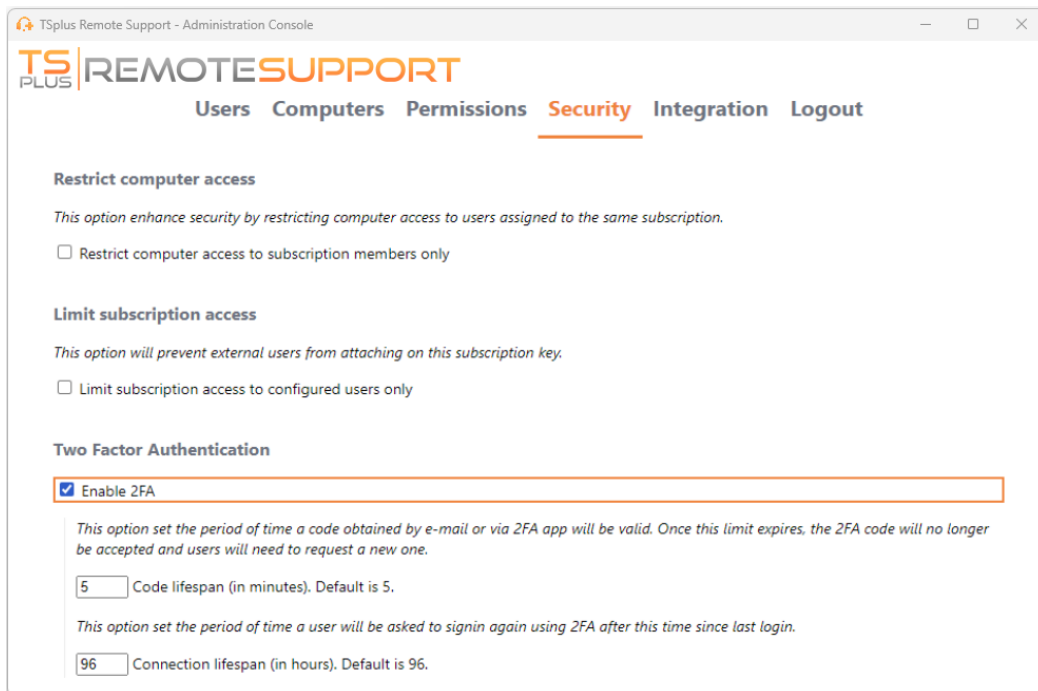 TSplus Remote Support - Administration Console
TS PLUS REMOTESUPPORT
Users Computers Permissions Security Integration Logout
Restrict computer access
This option enhance security by restricting computer access to users assigned to the same subscription.
Restrict computer access to subscription members only
Limit subscription access
This option will prevent external users from attaching on this subscription key.
Limit subscription access to configured users only
Two Factor Authentication
Enable 2FA
This option set the period of time a code obtained by e-mail or via 2FA app will be valid. Once this limit expires, the 2FA code will no longer
be accepted and users will need to request a new one.
5 Code lifespan (in minutes). Default is 5.
This option set the period of time a user will be asked to signin again using 2FA after this time since last login.
96 Connection lifespan (in hours). Default is 96.